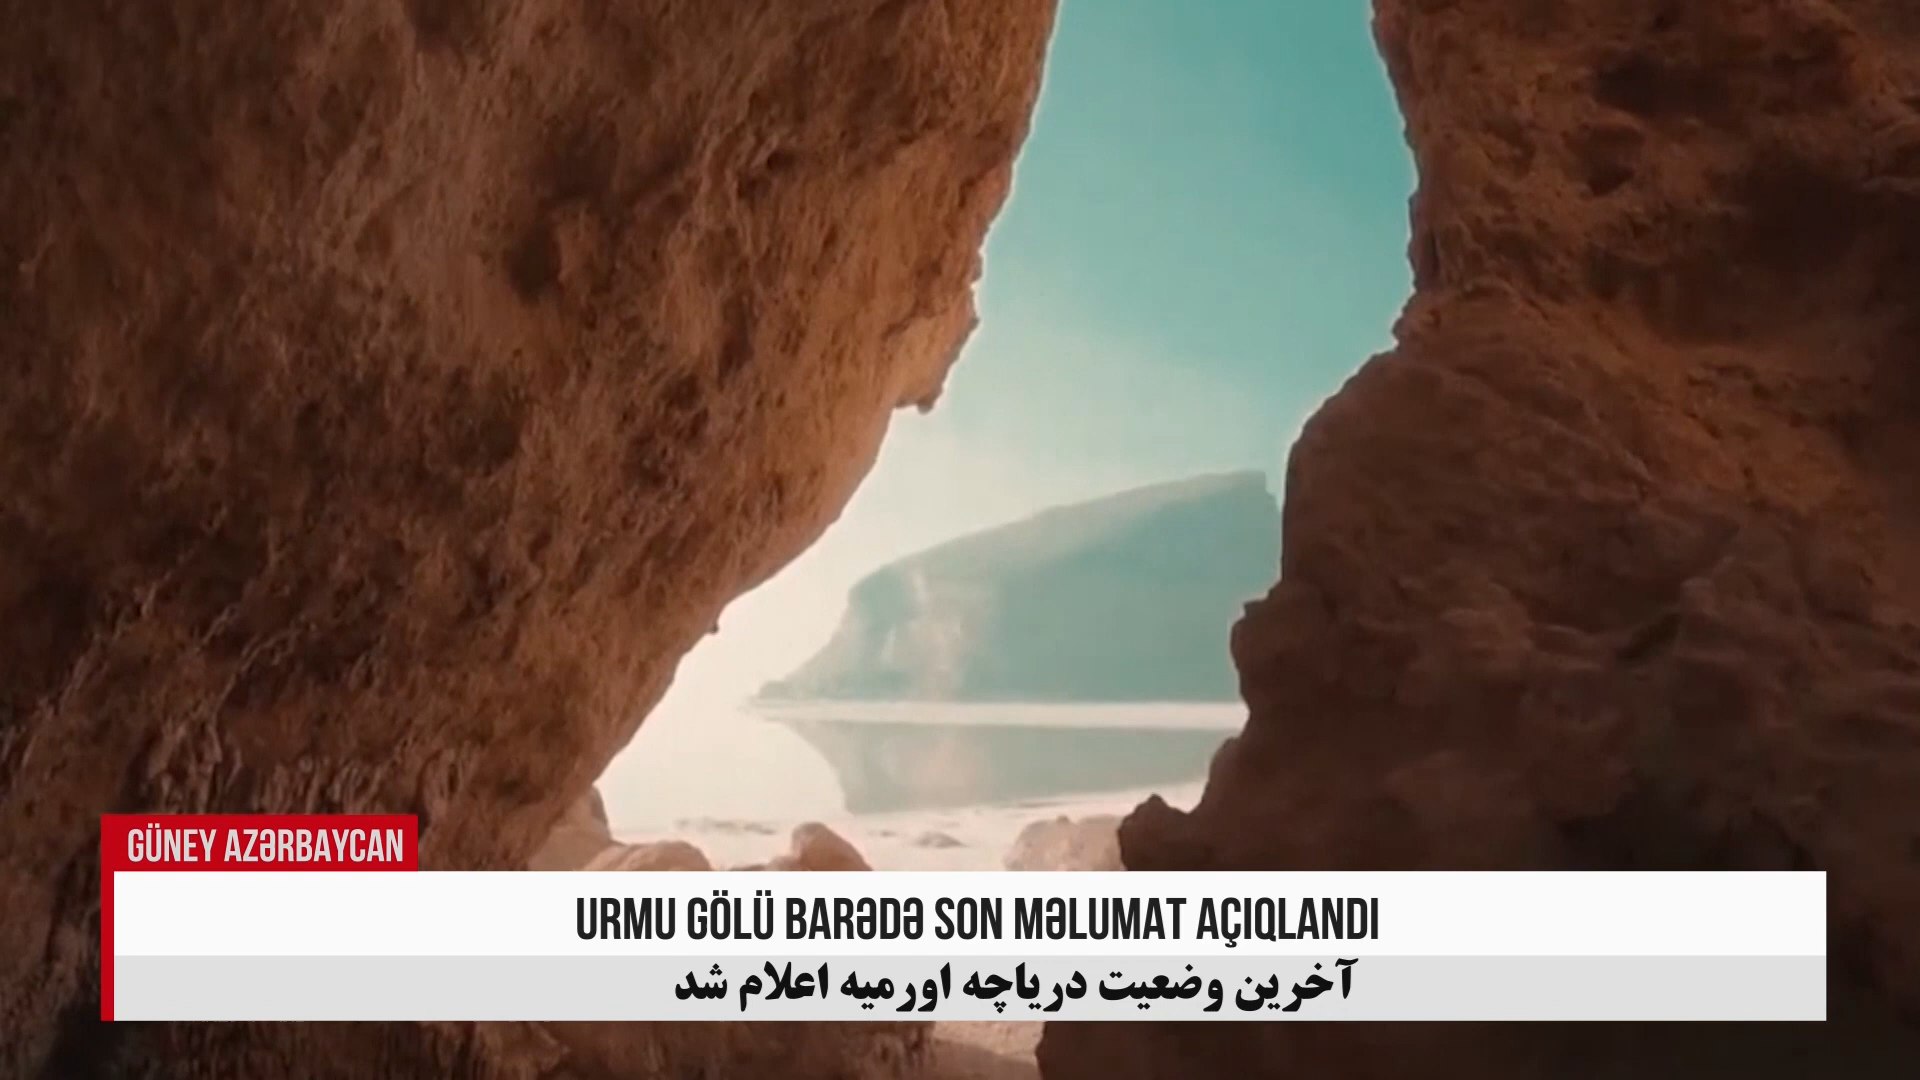 GÜNEY AZƏRBAYCAN
URMU GÖLÜ BARƏDƏ SON MƏLUMAT AÇIQLANDI
آخرین وضعیت دریاچه اورمیه اعلام شد